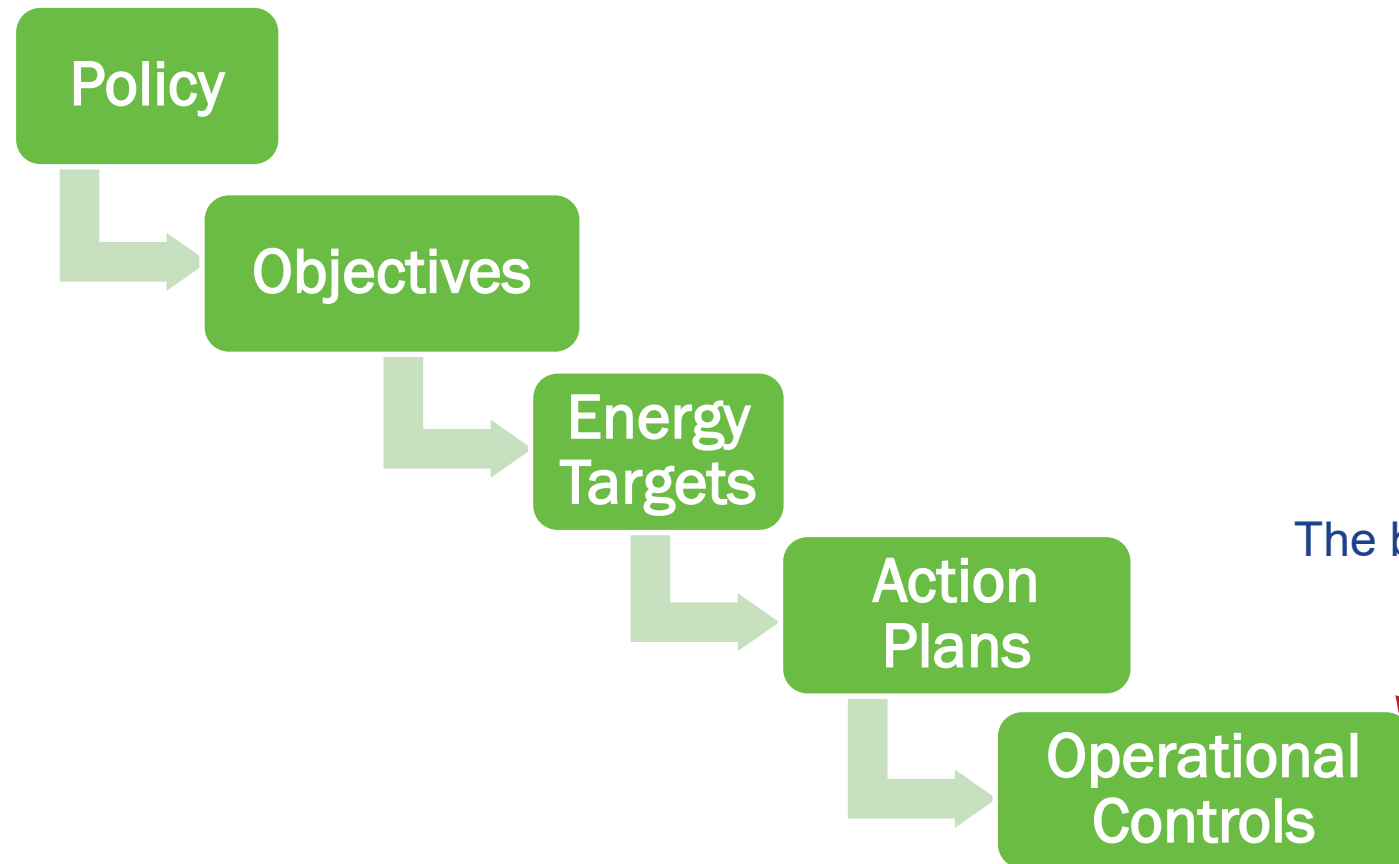 Policy
Objectives
Energy
Targets
The
Action
Plans
Operational
Controls